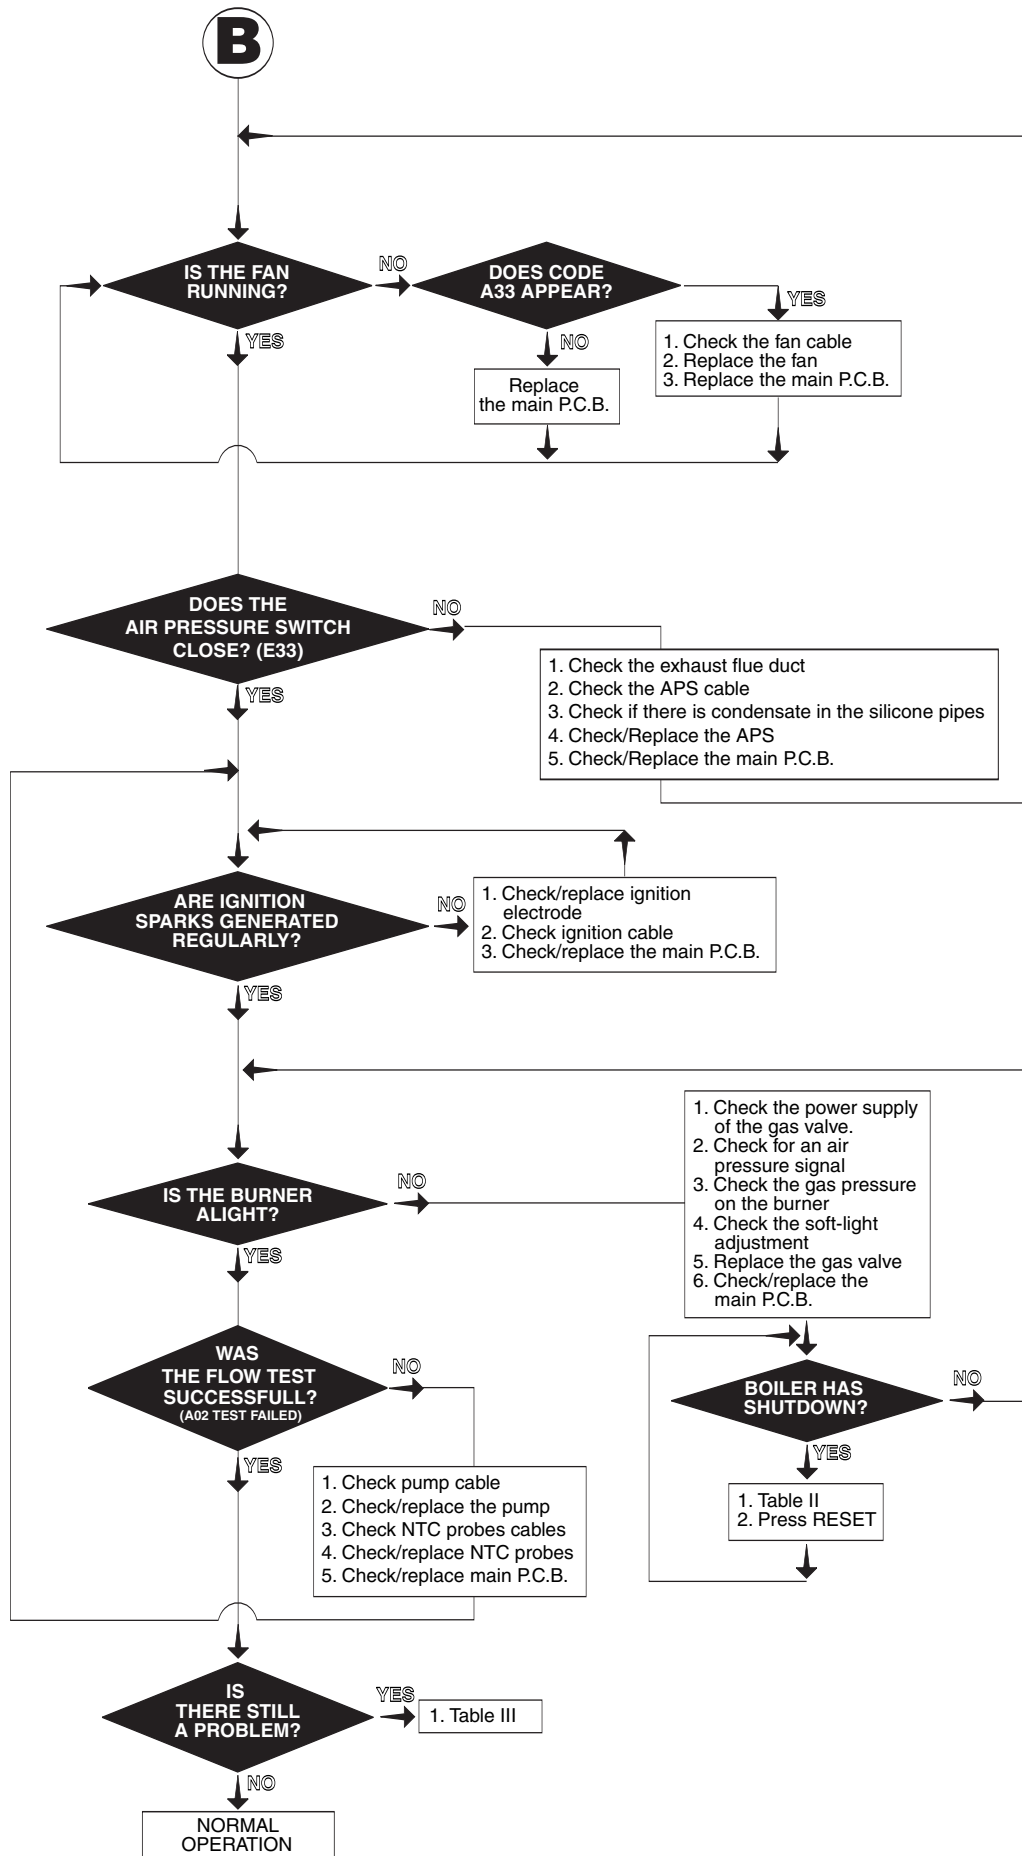 B
IS THE FAN
RUNNING?
NO
DOES CODE
A33 APPEAR?
YES
YES
NO
1. Check the fan cable
2. Replace the fan
3. Replace the main P.C.B.
Replace
the main P.C.B.
DOES THE
AIR PRESSURE SWITCH
CLOSE? (E33)
NO
YES
1. Check the exhaust flue duct
2. Check the APS cable
3. Check if there is condensate in the silicone pipes
4. Check/Replace the APS
5. Check/Replace the main P.C.B.
ARE IGNITION
SPARKS GENERATED
REGULARLY?
NO
1. Check/replace ignition
electrode
2. Check ignition cable
3. Check/replace the main P.C.B.
YES
IS THE BURNER
ALIGHT?
NO
1. Check the power supply
of the gas valve.
2. Check for an air
pressure signal
3. Check the gas pressure
on the burner
4. Check the soft-light
adjustment
5. Replace the gas valve
6. Check/replace the
main P.C.B.
YES
WAS
THE FLOW TEST
SUCCESSFULL?
(A02 TEST FAILED)
NO
YES
BOILER HAS
SHUTDOWN?
NO
YES
1. Table II
2. Press RESET
1. Check pump cable
2. Check/replace the pump
3. Check NTC probes cables
4. Check/replace NTC probes
5. Check/replace main P.C.B.
IS
THERE STILL
A PROBLEM?
YES
1. Table III
NO
NORMAL
OPERATION